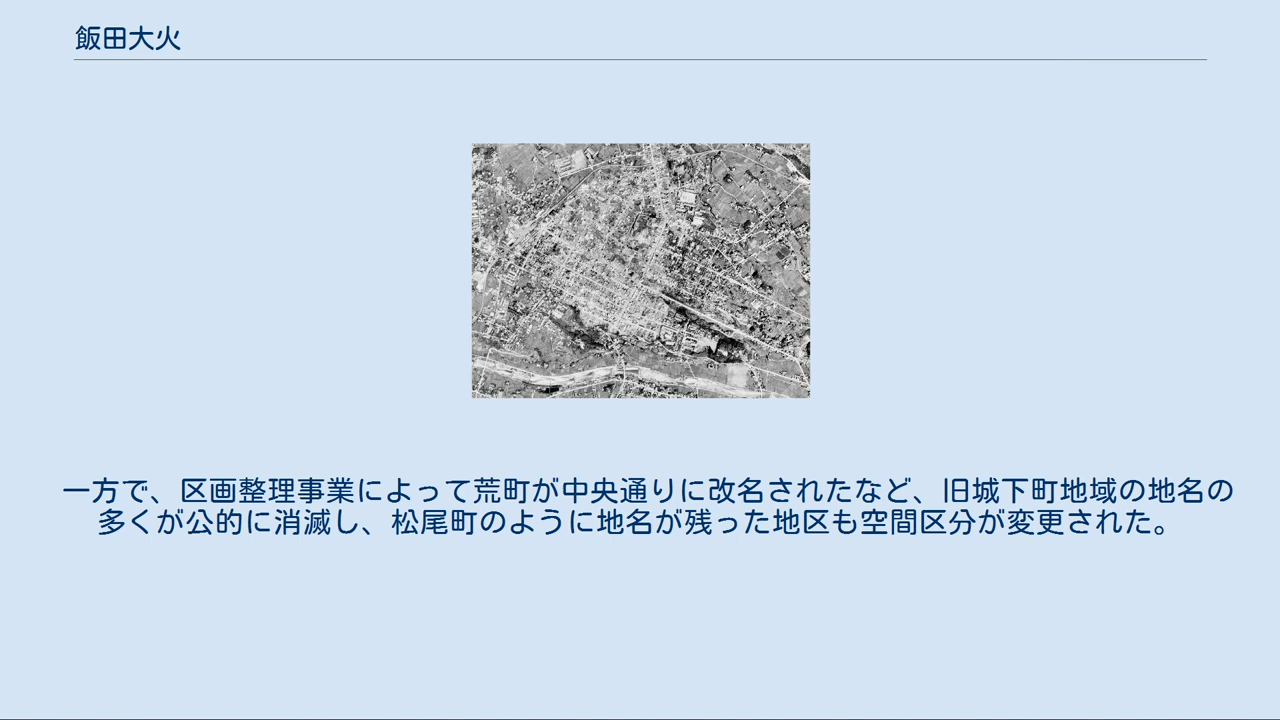 飯田大火
一方で、区画整理事業によって荒町が中央通りに改名されたなど、旧城下町地域の地名の
多くが公的に消滅し、松尾町のように地名が残った地区も空間区分が変更された。